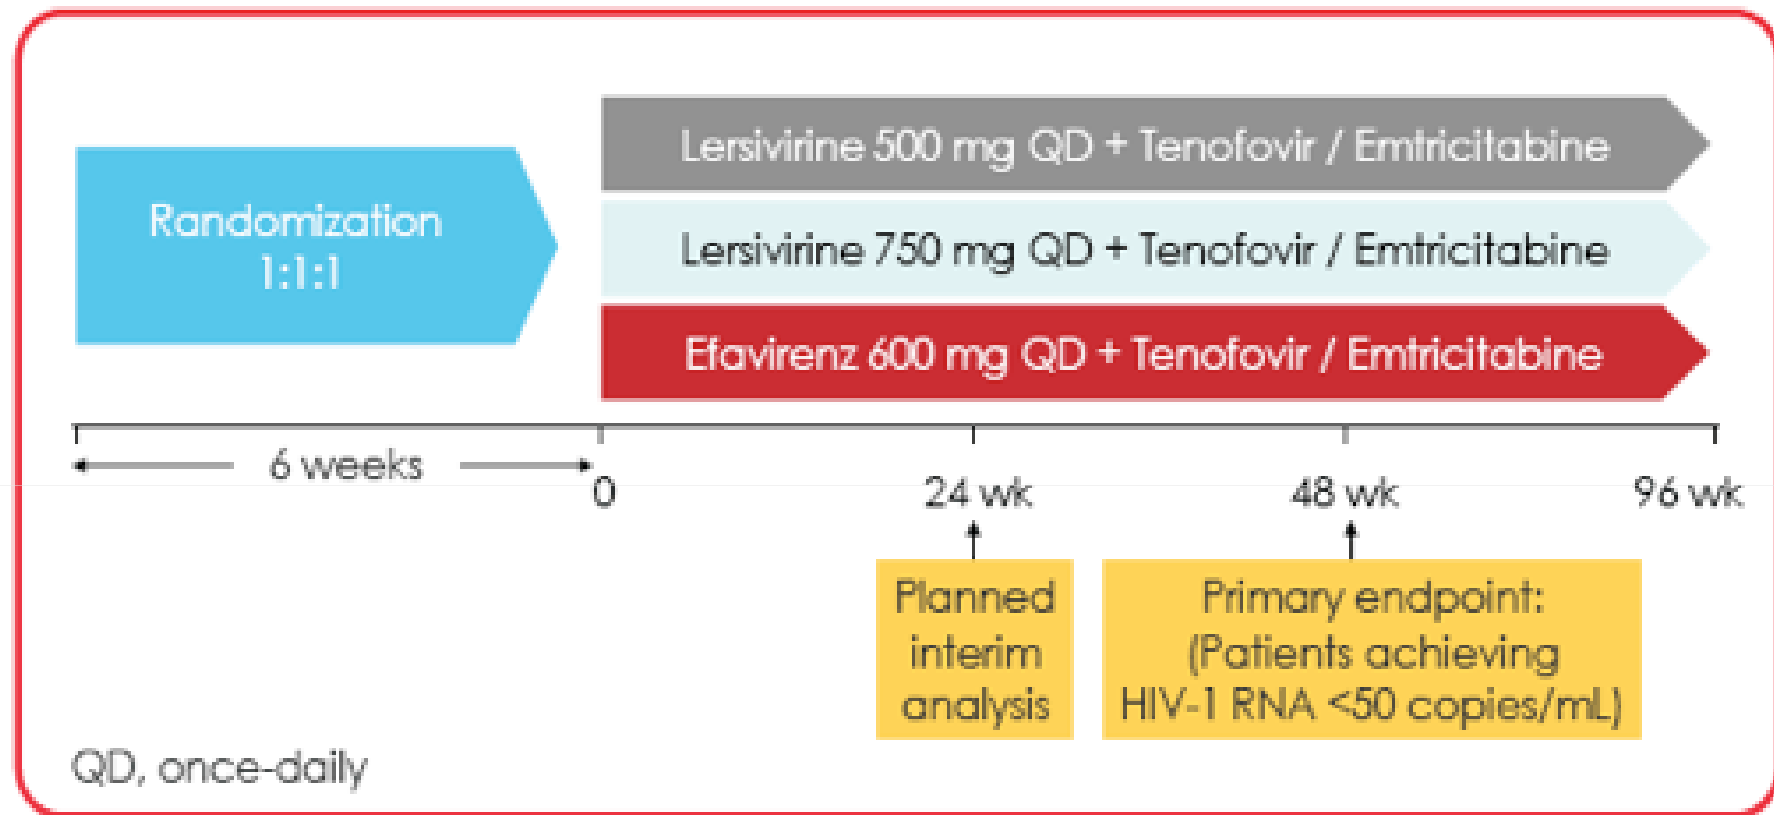 Randomization
1:1:1
Lersivirine 500 mg QD + Tenofovir / Emtricitabine
Lersivirine 750 mg QD + Tenofovir / Emtricitabine
Efavirenz 600 mg QD + Tenofovir / Emtricitabine
6 weeks
0
24 wk
48 wk
96 wk
Planned
interim
analysis
Primary endpoint:
(Patients achieving
HIV-1 RNA <50 copies/mL)
QD, once-daily